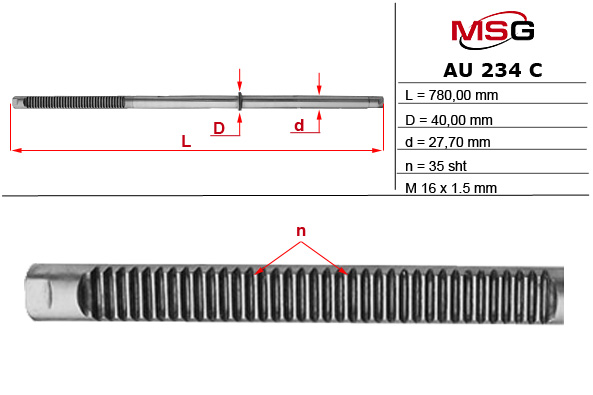 MSG
AU 234 C
L = 780,00 mm
D = 40,00 mm
d = 27,70 mm
n = 35 sht
M 16 x 1.5 mm
D
d
L
n